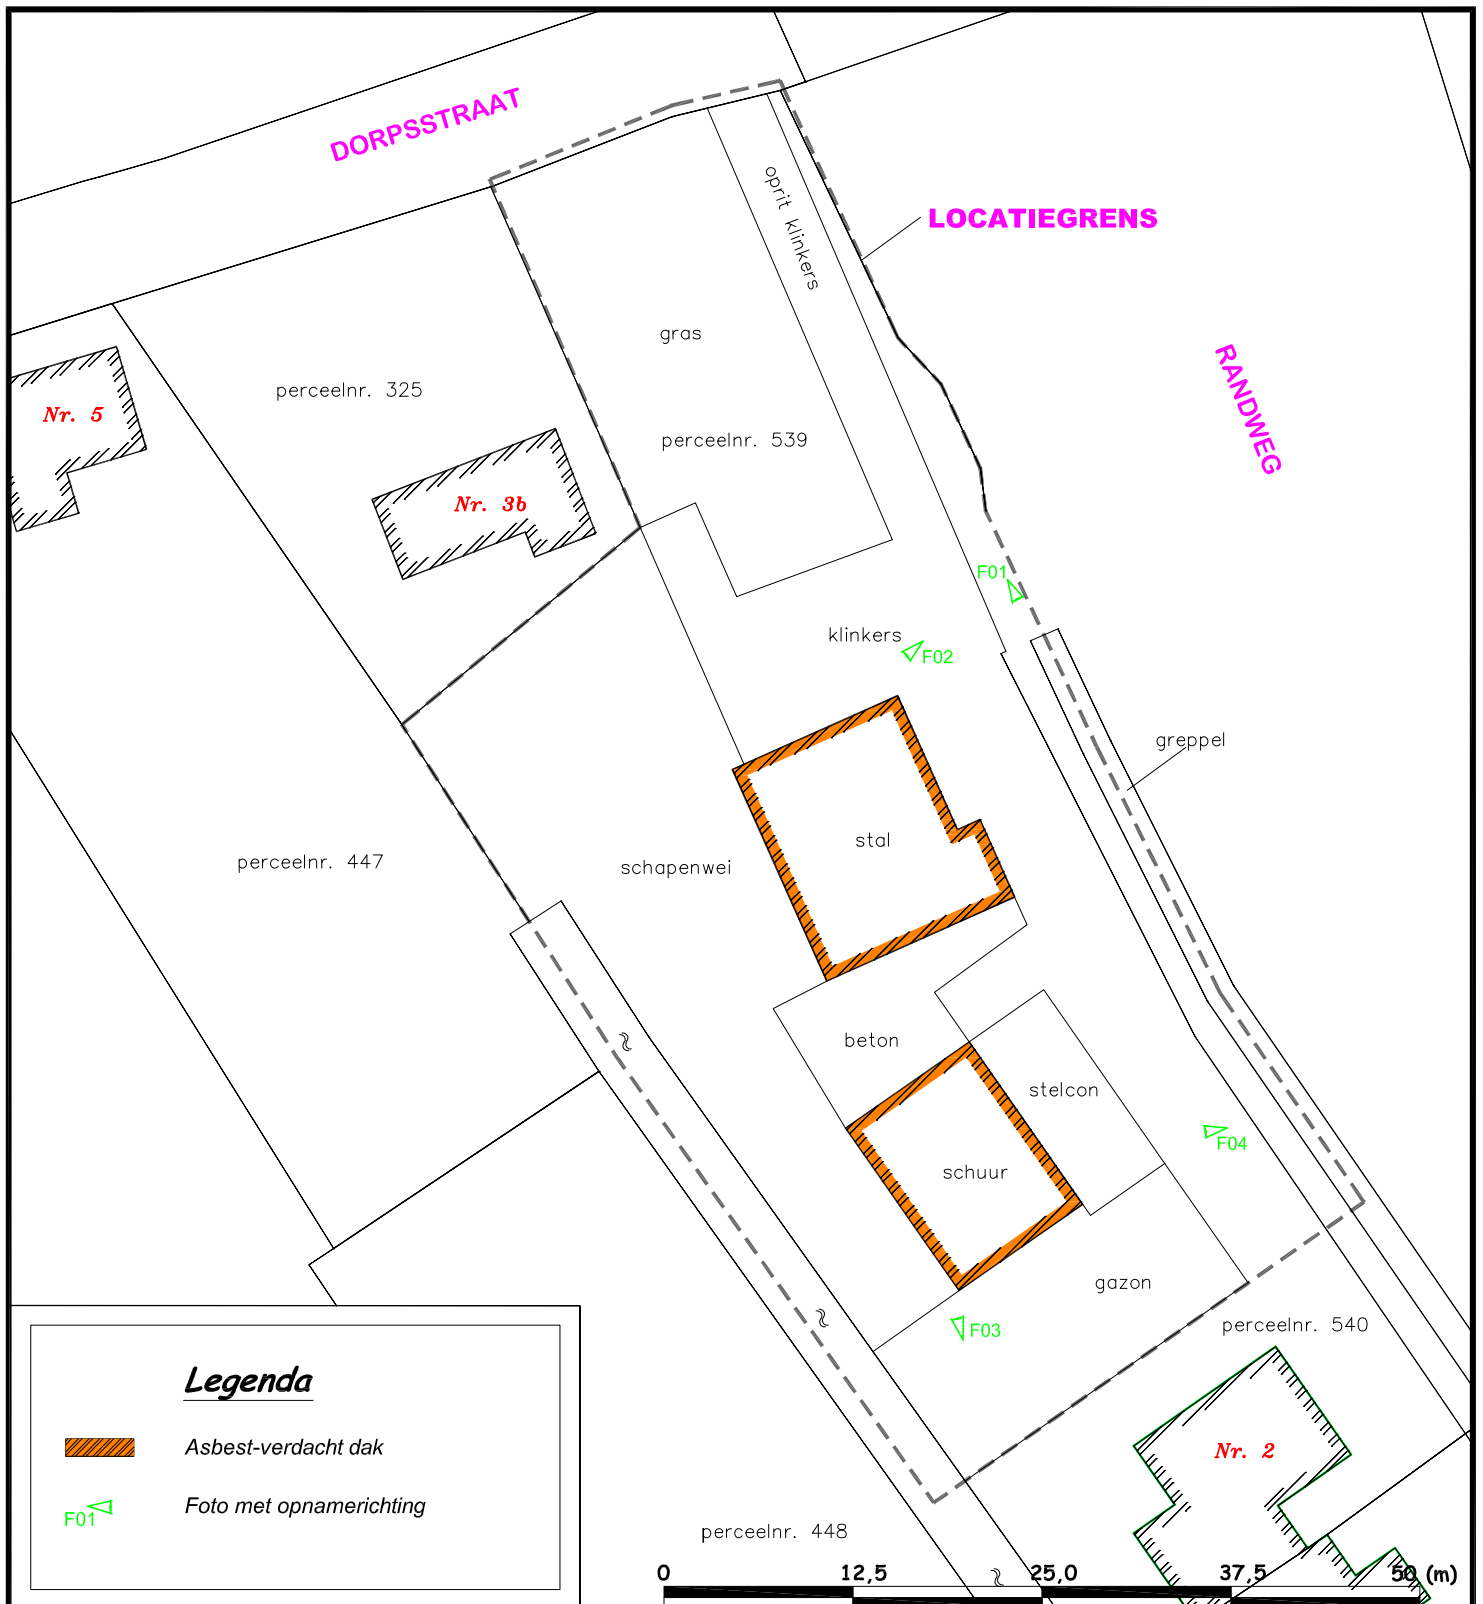 DORPSSTRAAT
oprit klinkers
LOCATIEGRENS
gras
RANDWEG
perceelnr. 325
Nr. 5
perceelnr. 539
Nr. 3b
F01
klinkers
F02
greppel
stal
perceelnr. 447
schapenwei
beton
stelcon
F04
schuur
gazon
perceelnr. 540
F03
Legenda
Asbest-verdacht dak
F01
Foto met opnamerichting
Nr. 2
perceelnr. 448
0 12,5 25,0 37,5 50 (m)